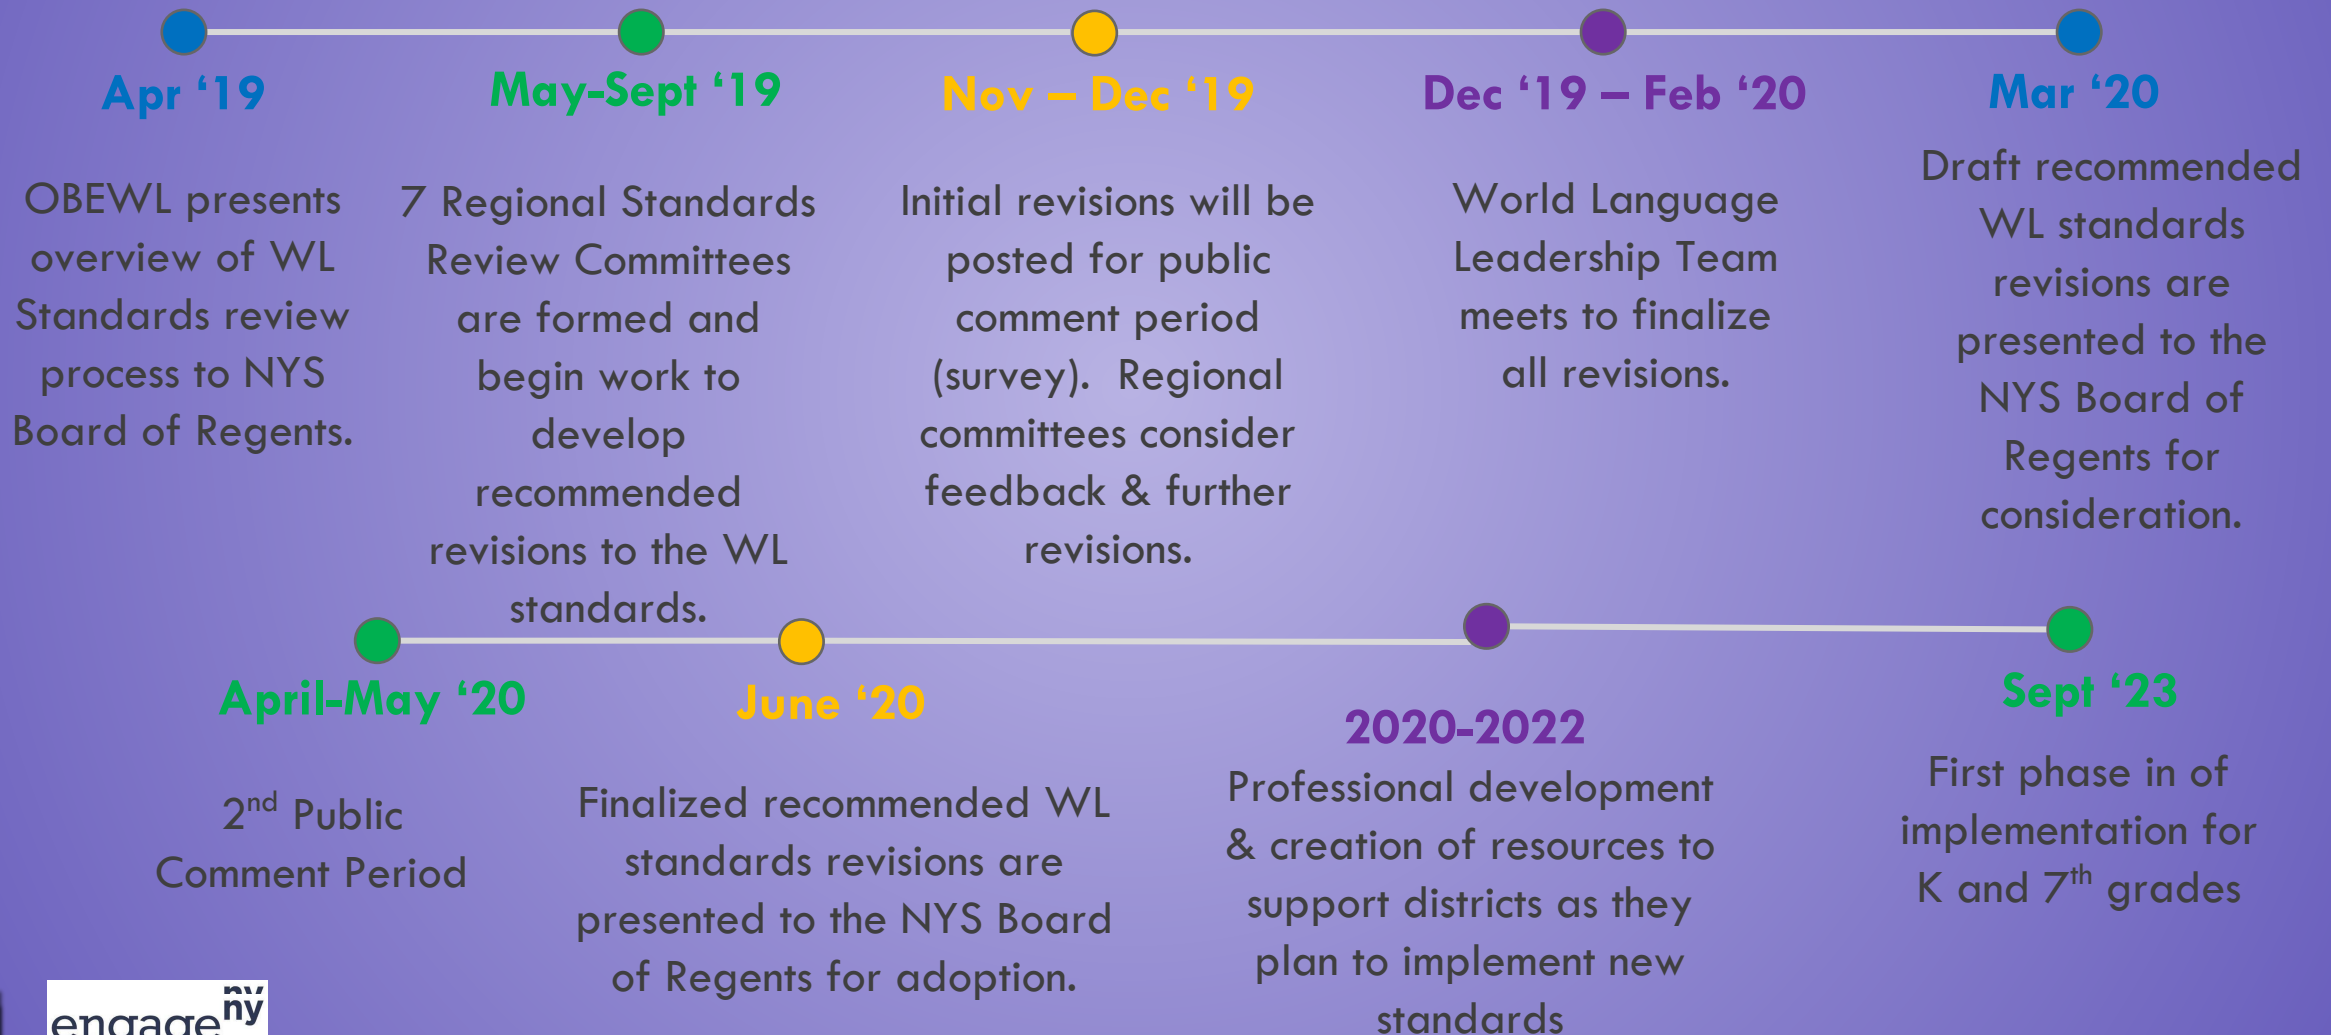 Apr ‘19
OBEWL presents
overview of WL
Standards review
process to NYS
Board of Regents.
May-Sept ‘19
7 Regional Standards
Review Committees
are formed and
begin work to
develop
recommended
revisions to the WL
standards.
Nov – Dec ‘19
Initial revisions will be
posted for public
comment period
(survey).  Regional
committees consider
feedback & further
revisions.
Dec ‘19 – Feb ‘20
World Language
Leadership Team
meets to finalize
all revisions.
Mar ‘20
Draft recommended
WL standards
revisions are
presented to the
NYS Board of
Regents for
consideration.
April-May ‘20
2nd Public
Comment Period
June ‘20
Finalized recommended WL
standards revisions are
presented to the NYS Board
of Regents for adoption.
2020-2022
Professional development
& creation of resources to
support districts as they
plan to implement new
standards
Sept ‘23
First phase in of
implementation for
K and 7th grades
engage ny